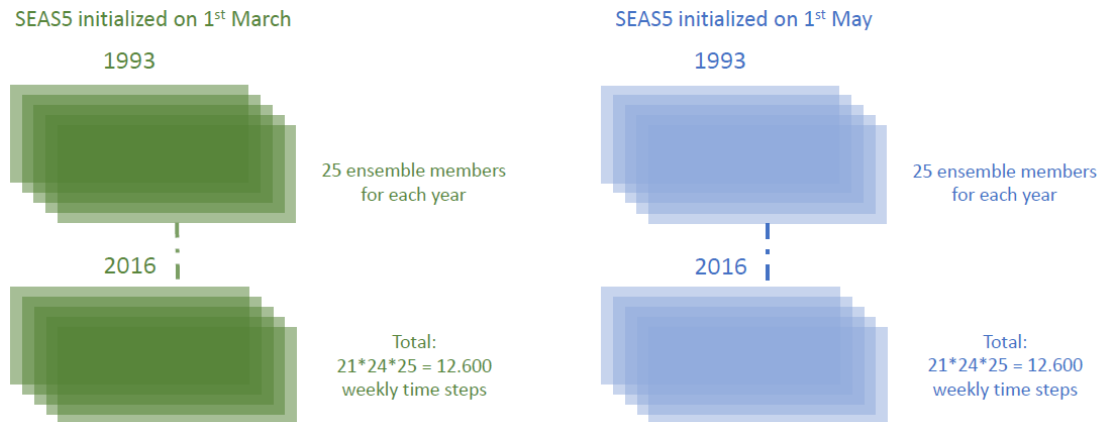 SEAS5 initialized on 1st March
1993
25 ensemble members
for each year
2016
Total:
21*24*25 = 12.600
weekly time steps
SEAS5 initialized on 1st May
1993
25 ensemble members
for each year
2016
Total:
21*24*25 = 12.600
weekly time steps